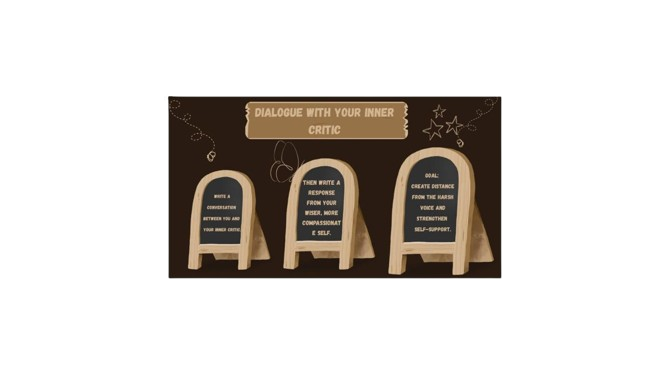 DIALOGUE WITH YOUR INNER
CRITIC
WRITE A
CONVERSATION
BETWEEN YOU AND
YOUR INNER CRITIC
THEN WRITE A
RESPONSE
FROM YOUR
WISER, MORE
COMPASSIONAT
E SELF.
GOAL:
CREATE DISTANCE
FROM THE HARSH
VOICE AND
STRENGTHEN
SELF-SUPPORT.